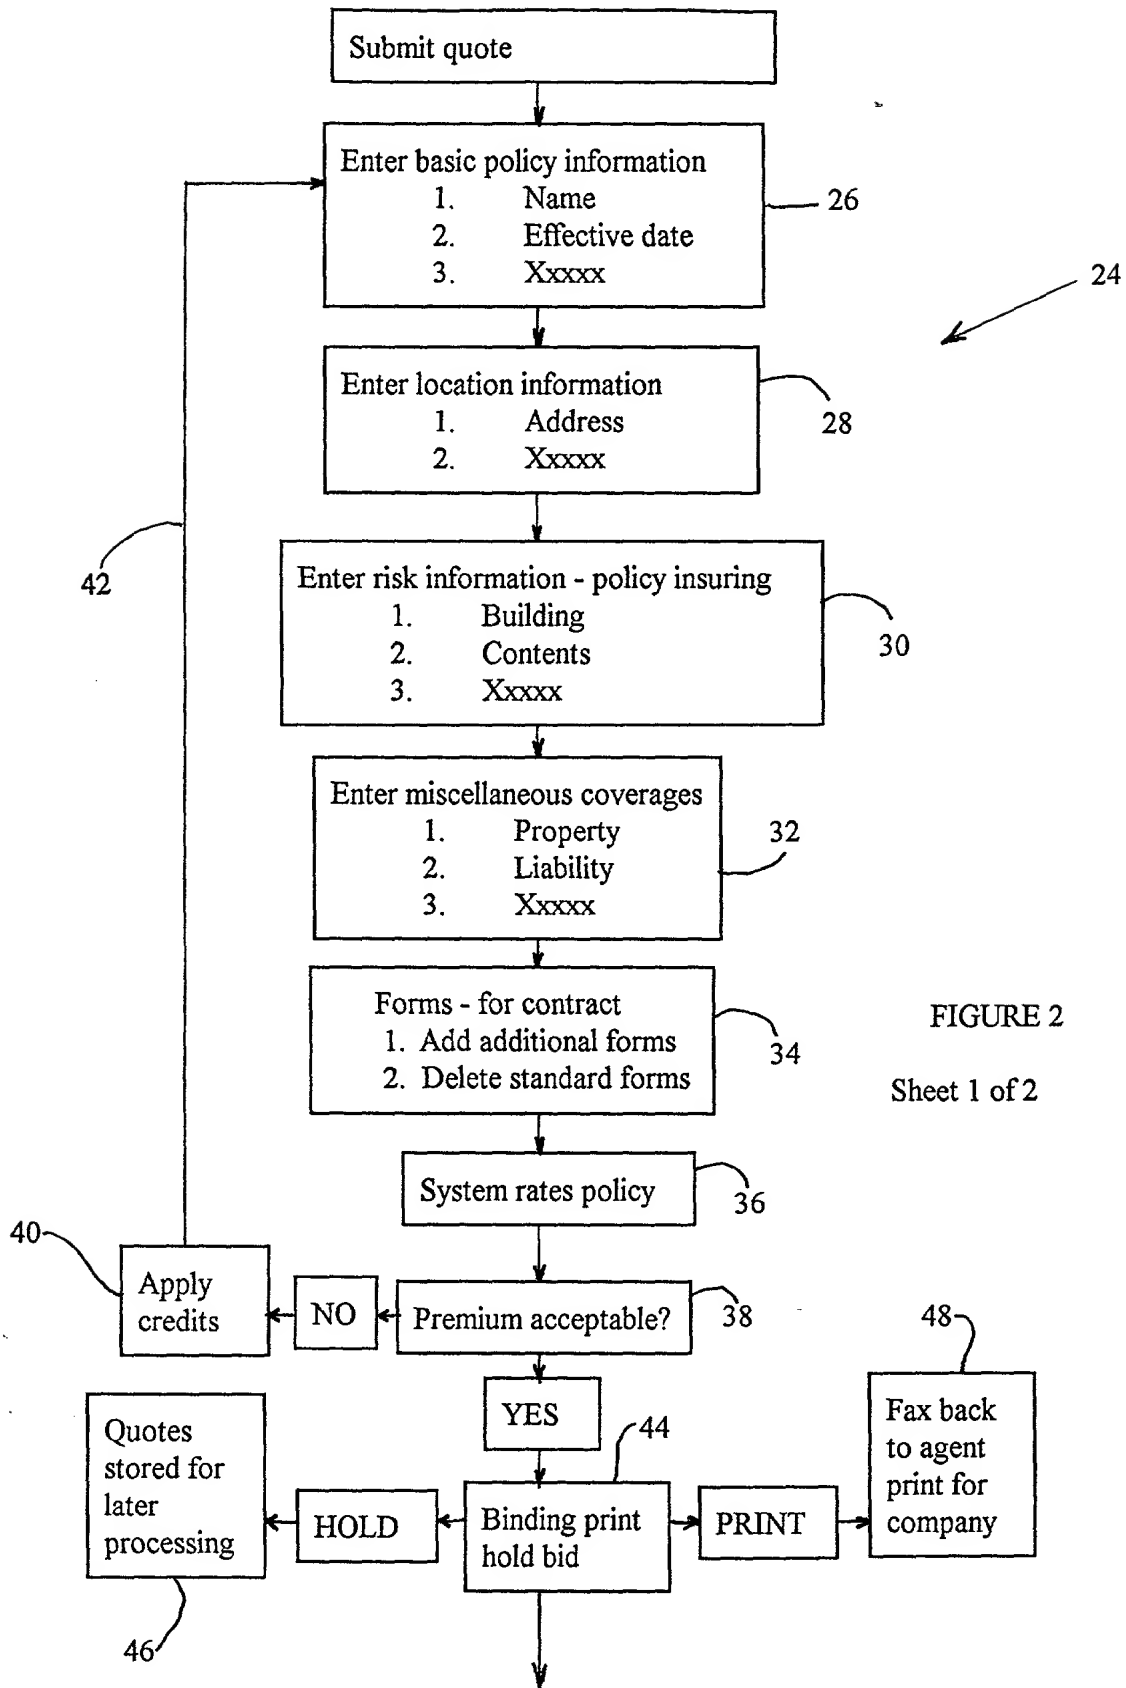 Submit quote
Enter basic policy information
1. Name
2. Effective date
3. Xxxxx
26
24
Enter location information
1. Address
2. Xxxxx
28
42
Enter risk information - policy insuring
1. Building
2. Contents
3. Xxxxx
30
Enter miscellaneous coverages
1. Property
2. Liability
3. Xxxxx
32
Forms - for contract
1. Add additional forms
2. Delete standard forms
34
FIGURE 2
Sheet 1 of 2
System rates policy
36
40
Apply
credits
NO
Premium acceptable?
38
YES
48
Fax back
to agent
print for
company
44
Quotes
stored for
later
processing
HOLD
Binding print
hold bid
PRINT
46